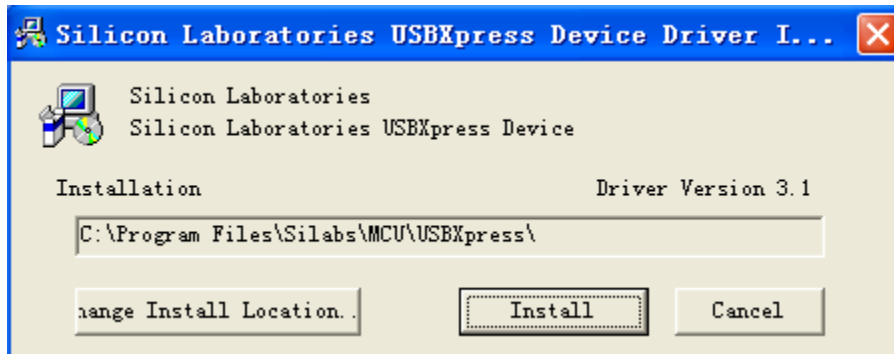 Silicon Laboratories USBXpress Device Driver I...
Silicon Laboratories
Silicon Laboratories USBXpress Device
Installation Driver Version 3.1
C:\Program Files\Silabs\MCU\USBXpress\
hange Install Location.. Install Cancel